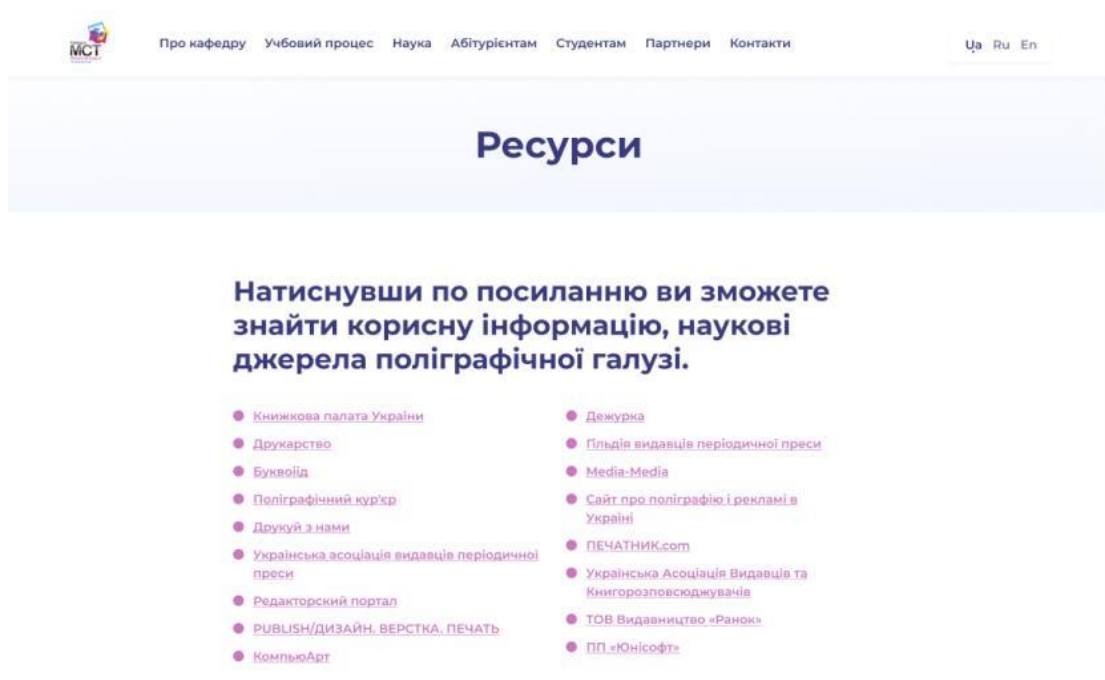 МСТ
Про кафедру Учбовий процес Наука Абітурієнтам Студентам Партнери Контакти
Ua Ru En
Ресурси
Натиснувши по посиланню ви зможете
знайти корисну інформацію, наукові
джерела поліграфічної галузі.
Книжкова палата України
Друкарство
Буквоїд
Поліграфічний кур'єр
Друкуй з нами
Українська асоціація видавців періодичної
преси
Редакторский портал
PUBLISH/ДИЗАЙН. ВЕРСТКА. ПЕЧАТЬ
КомпьюАрт
Дежурка
Гільдія видавців періодичної преси
Media-Media
Сайт про поліграфію і рекламі в
Україні
ПЕЧАТНИК.com
Українська Асоціація Видавців та
Книгорозповсюджувачів
ТОВ Видавництво «Ранок»
ПП «Юнісофт»